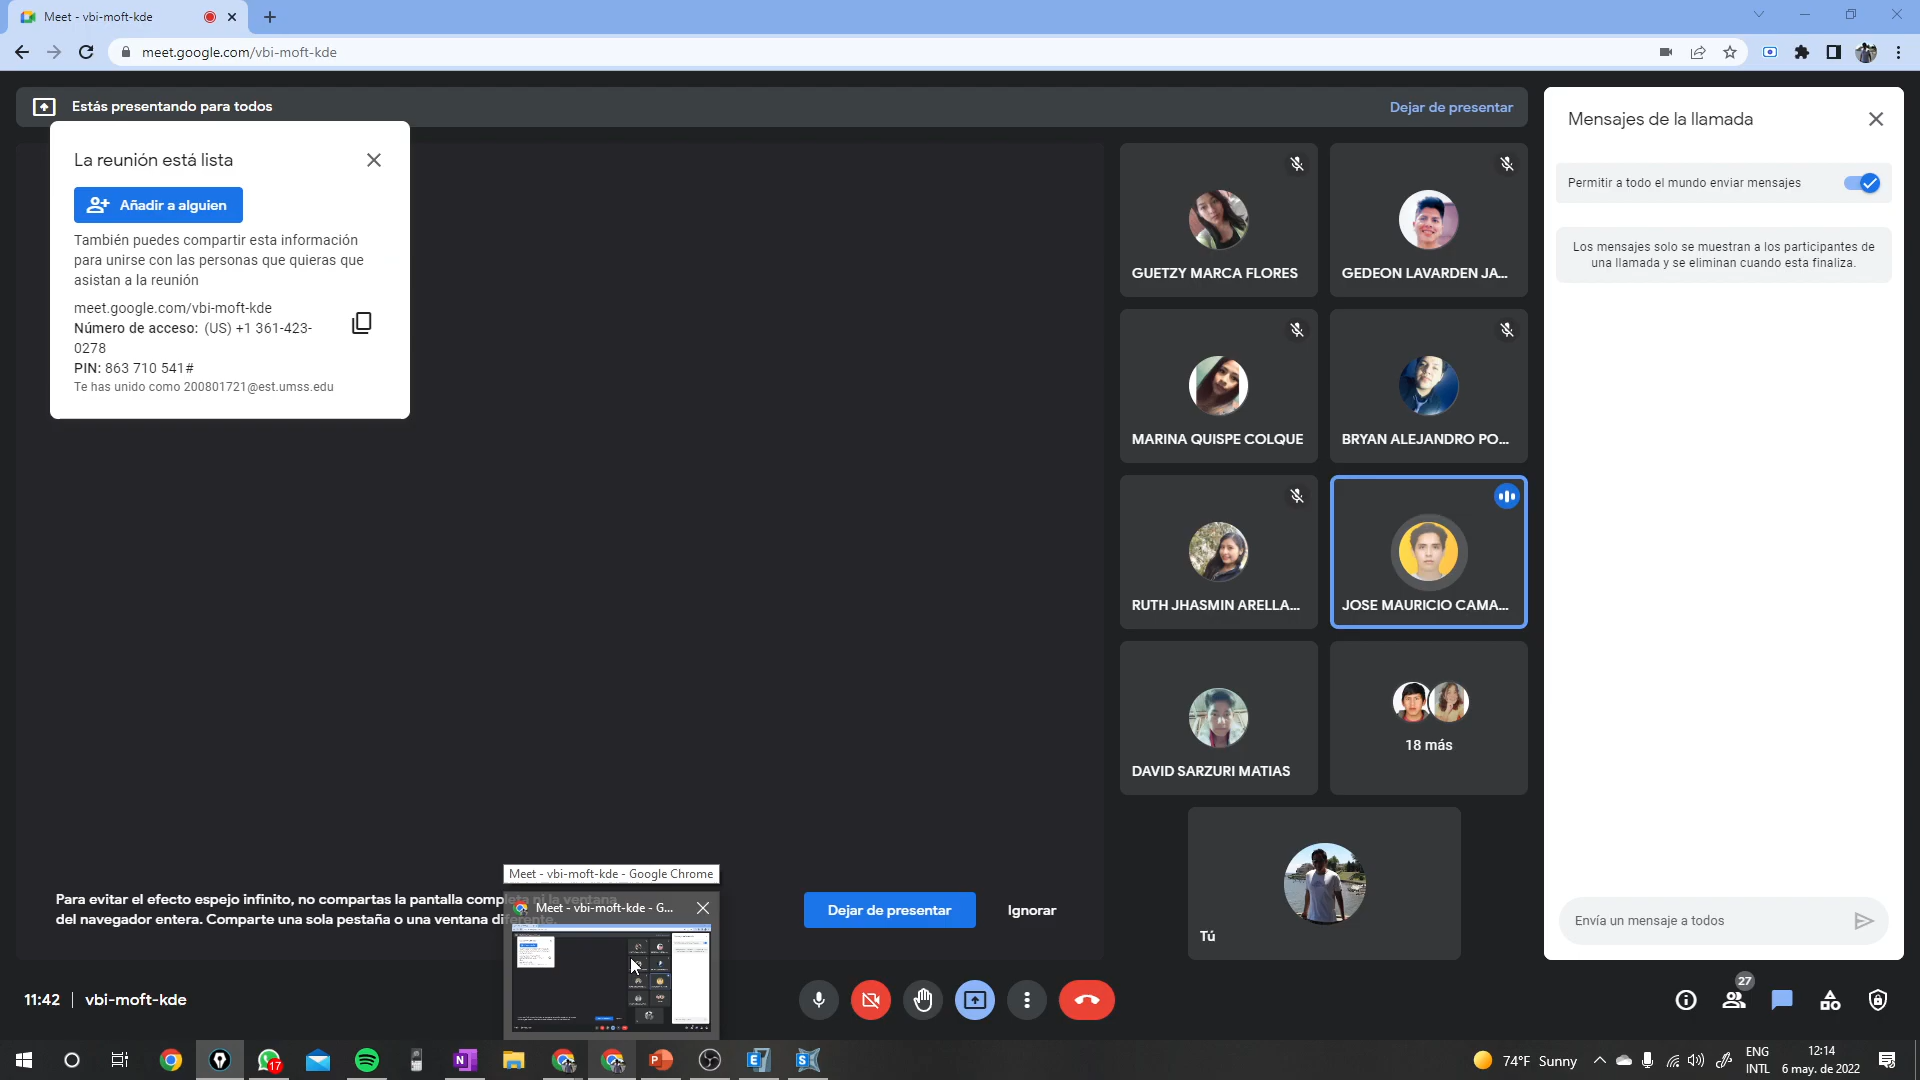 Meet - vbi-moft-kde
meet.google.com/vbi-moft-kde
Estás presentando para todos
Dejar de presentar
La reunión está lista
Añadir a alguien
También puedes compartir esta información
para unirse con las personas que quieras que
asistan a la reunión
meet.google.com/vbi-moft-kde
Número de acceso: (US) +1 361-423-
0278
PIN: 863 710 541#
Te has unido como 200801721@est.umss.edu
GUETZY MARCA FLORES
GEDEON LAVARDEN JA...
MARINA QUISPE COLQUE
BRYAN ALEJANDRO PO...
RUTH JHASMIN ARELLA...
JOSE MAURICIO CAMA...
DAVID SARZURI MATIAS
18 más
Tú
Mensajes de la llamada
Permitir a todo el mundo enviar mensajes
Los mensajes solo se muestran a los participantes de
una llamada y se eliminan cuando esta finaliza.
Envía un mensaje a todos
Para evitar el efecto espejo infinito, no compartas la pantalla completa ni la ventana
del navegador entera. Comparte una sola pestaña o una ventana diferente.
Meet - vbi-moft-kde - Google Chrome
Meet - vbi-moft-kde - G...
Dejar de presentar
Ignorar
11:42 | vbi-moft-kde
27
17
74°F Sunny
ENG
INTL
12:14
6 may. de 2022